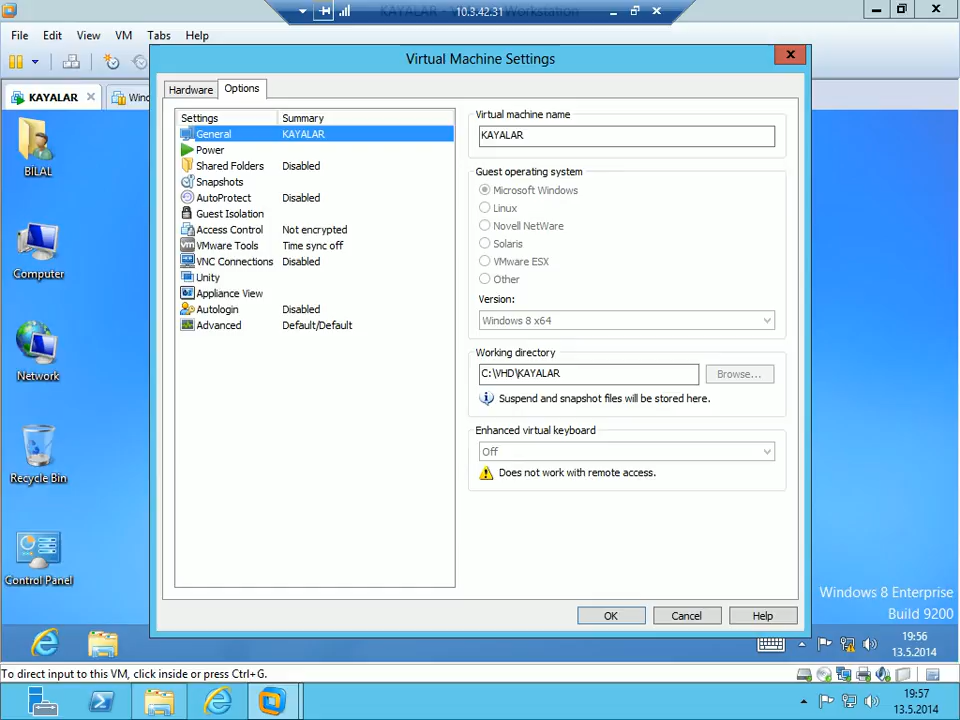 KAYALAR - VMware Workstation
10.3.42.31
File Edit View VM Tabs Help
KAYALAR
Wind
Virtual Machine Settings
Hardware
Options
Settings Summary
General KAYALAR
Power
Shared Folders Disabled
Snapshots
AutoProtect Disabled
Guest Isolation
Access Control Not encrypted
VMware Tools Time sync off
VNC Connections Disabled
Unity
Appliance View
Autologin Disabled
Advanced Default/Default
Virtual machine name
KAYALAR
Guest operating system
Microsoft Windows
Linux
Novell NetWare
Solaris
VMware ESX
Other
Version:
Windows 8 x64
Working directory
C:\VHD\KAYALAR
Browse...
Suspend and snapshot files will be stored here.
Enhanced virtual keyboard
Off
Does not work with remote access.
OK
Cancel
Help
BİLAL
Computer
Network
Recycle Bin
Control Panel
Windows 8 Enterprise
Build 9200
19:56
13.5.2014
To direct input to this VM, click inside or press Ctrl+G.
19:57
13.5.2014